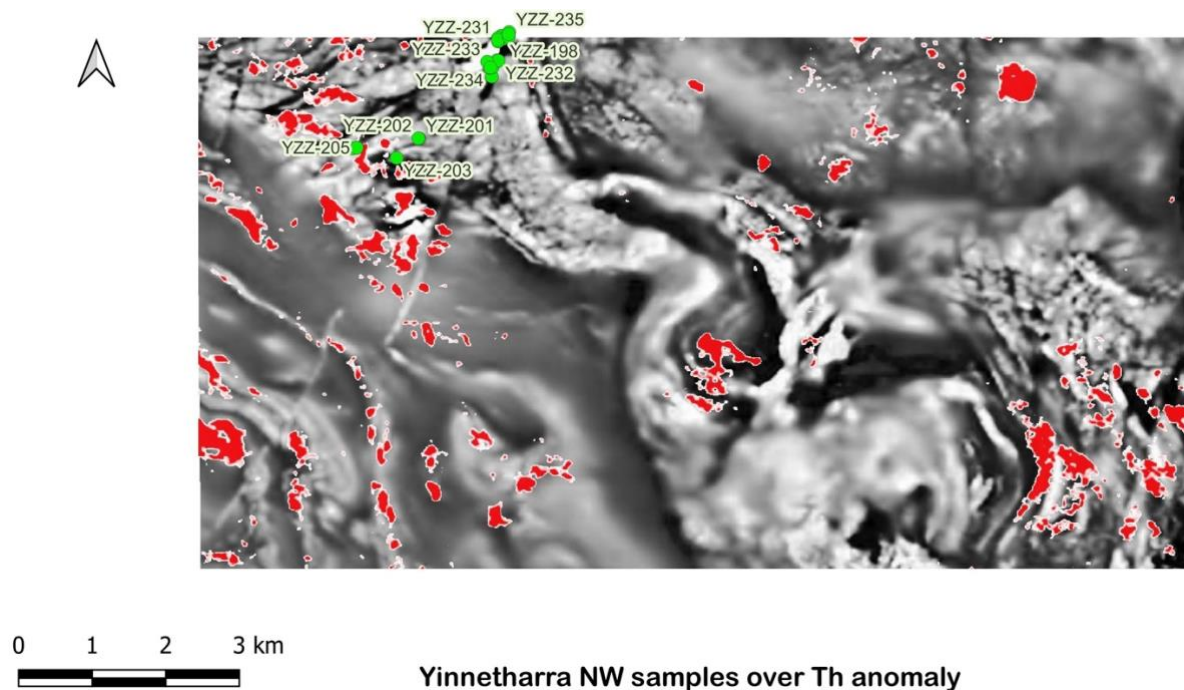 YZZ-231 YZZ-235
YZZ-233 YZZ-198
YZZ-234 YZZ-232
YZZ-202 YZZ-201
YZZ-205
YZZ-203
0 1 2 3 km
Yinnetharra NW samples over Th anomaly